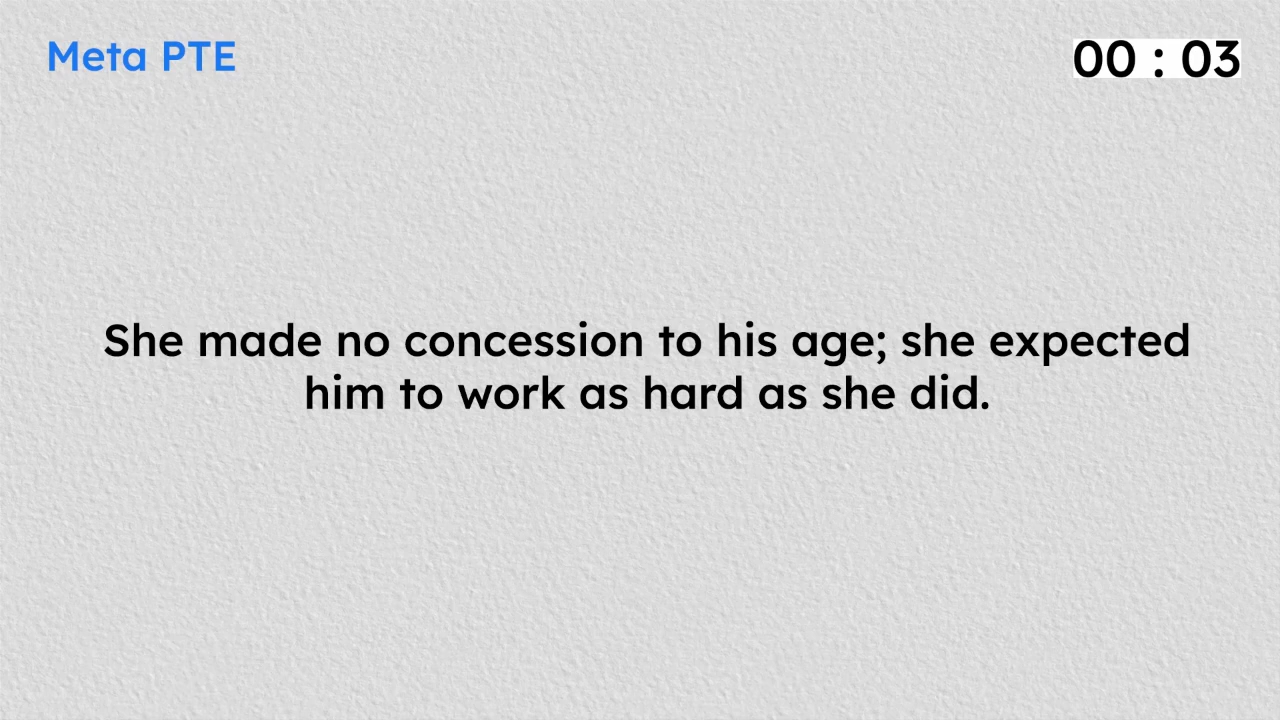 Meta PTE
00 : 03
She made no concession to his age; she expected
him to work as hard as she did.